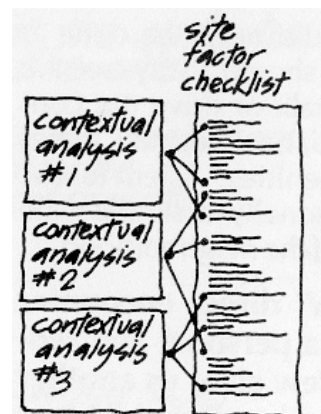 site
factor
checklist
contextual
analysis
#1
contextual
analysis
#2
contextual
analysis
#3